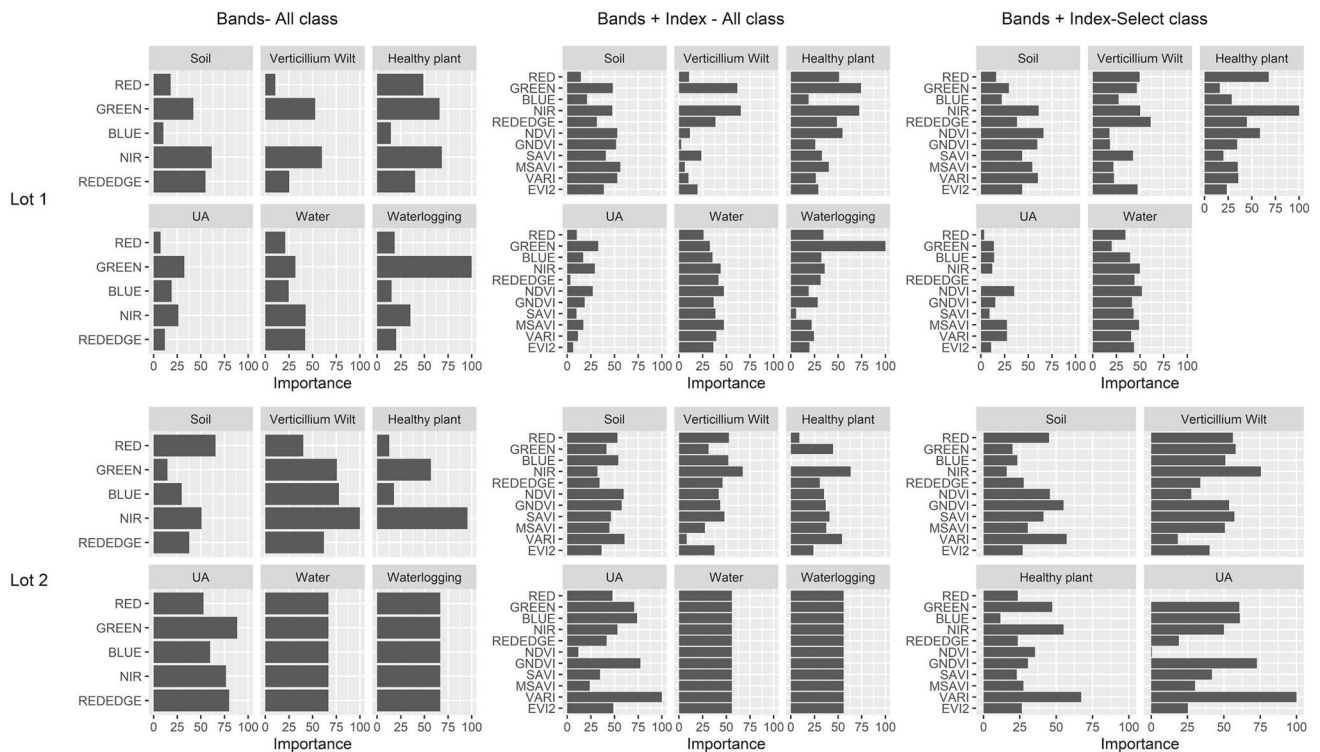 Bands- All class
Bands + Index - All class
Bands + Index-Select class
Lot 1
Soil
Verticillium Wilt
Healthy plant
RED
GREEN
BLUE
NIR
REDEDGE
UA
Water
Waterlogging
RED
GREEN
BLUE
NIR
REDEDGE
0 25 50 75 100 0 25 50 75 100 0 25 50 75 100
Importance
Soil
Verticillium Wilt
Healthy plant
RED
GREEN
BLUE
NIR
REDEDGE
NDVI
GNDVI
SAVI
MSAVI
VARI
EVI2
UA
Water
Waterlogging
RED
GREEN
BLUE
NIR
REDEDGE
NDVI
GNDVI
SAVI
MSAVI
VARI
EVI2
0 25 50 75 100 0 25 50 75 100 0 25 50 75 100
Importance
Soil
Verticillium Wilt
Healthy plant
RED
GREEN
BLUE
NIR
REDEDGE
NDVI
GNDVI
SAVI
MSAVI
VARI
EVI2
0 25 50 75 100
UA
Water
RED
GREEN
BLUE
NIR
REDEDGE
NDVI
GNDVI
SAVI
MSAVI
VARI
EVI2
0 25 50 75 100 0 25 50 75 100
Importance
Lot 2
Soil
Verticillium Wilt
Healthy plant
RED
GREEN
BLUE
NIR
REDEDGE
UA
Water
Waterlogging
RED
GREEN
BLUE
NIR
REDEDGE
0 25 50 75 100 0 25 50 75 100 0 25 50 75 100
Importance
Soil
Verticillium Wilt
Healthy plant
RED
GREEN
BLUE
NIR
REDEDGE
NDVI
GNDVI
SAVI
MSAVI
VARI
EVI2
UA
Water
Waterlogging
RED
GREEN
BLUE
NIR
REDEDGE
NDVI
GNDVI
SAVI
MSAVI
VARI
EVI2
0 25 50 75 100 0 25 50 75 100 0 25 50 75 100
Importance
Soil
Verticillium Wilt
RED
GREEN
BLUE
NIR
REDEDGE
NDVI
GNDVI
SAVI
MSAVI
VARI
EVI2
Healthy plant
UA
RED
GREEN
BLUE
NIR
REDEDGE
NDVI
GNDVI
SAVI
MSAVI
VARI
EVI2
0 25 50 75 100 0 25 50 75 100
Importance